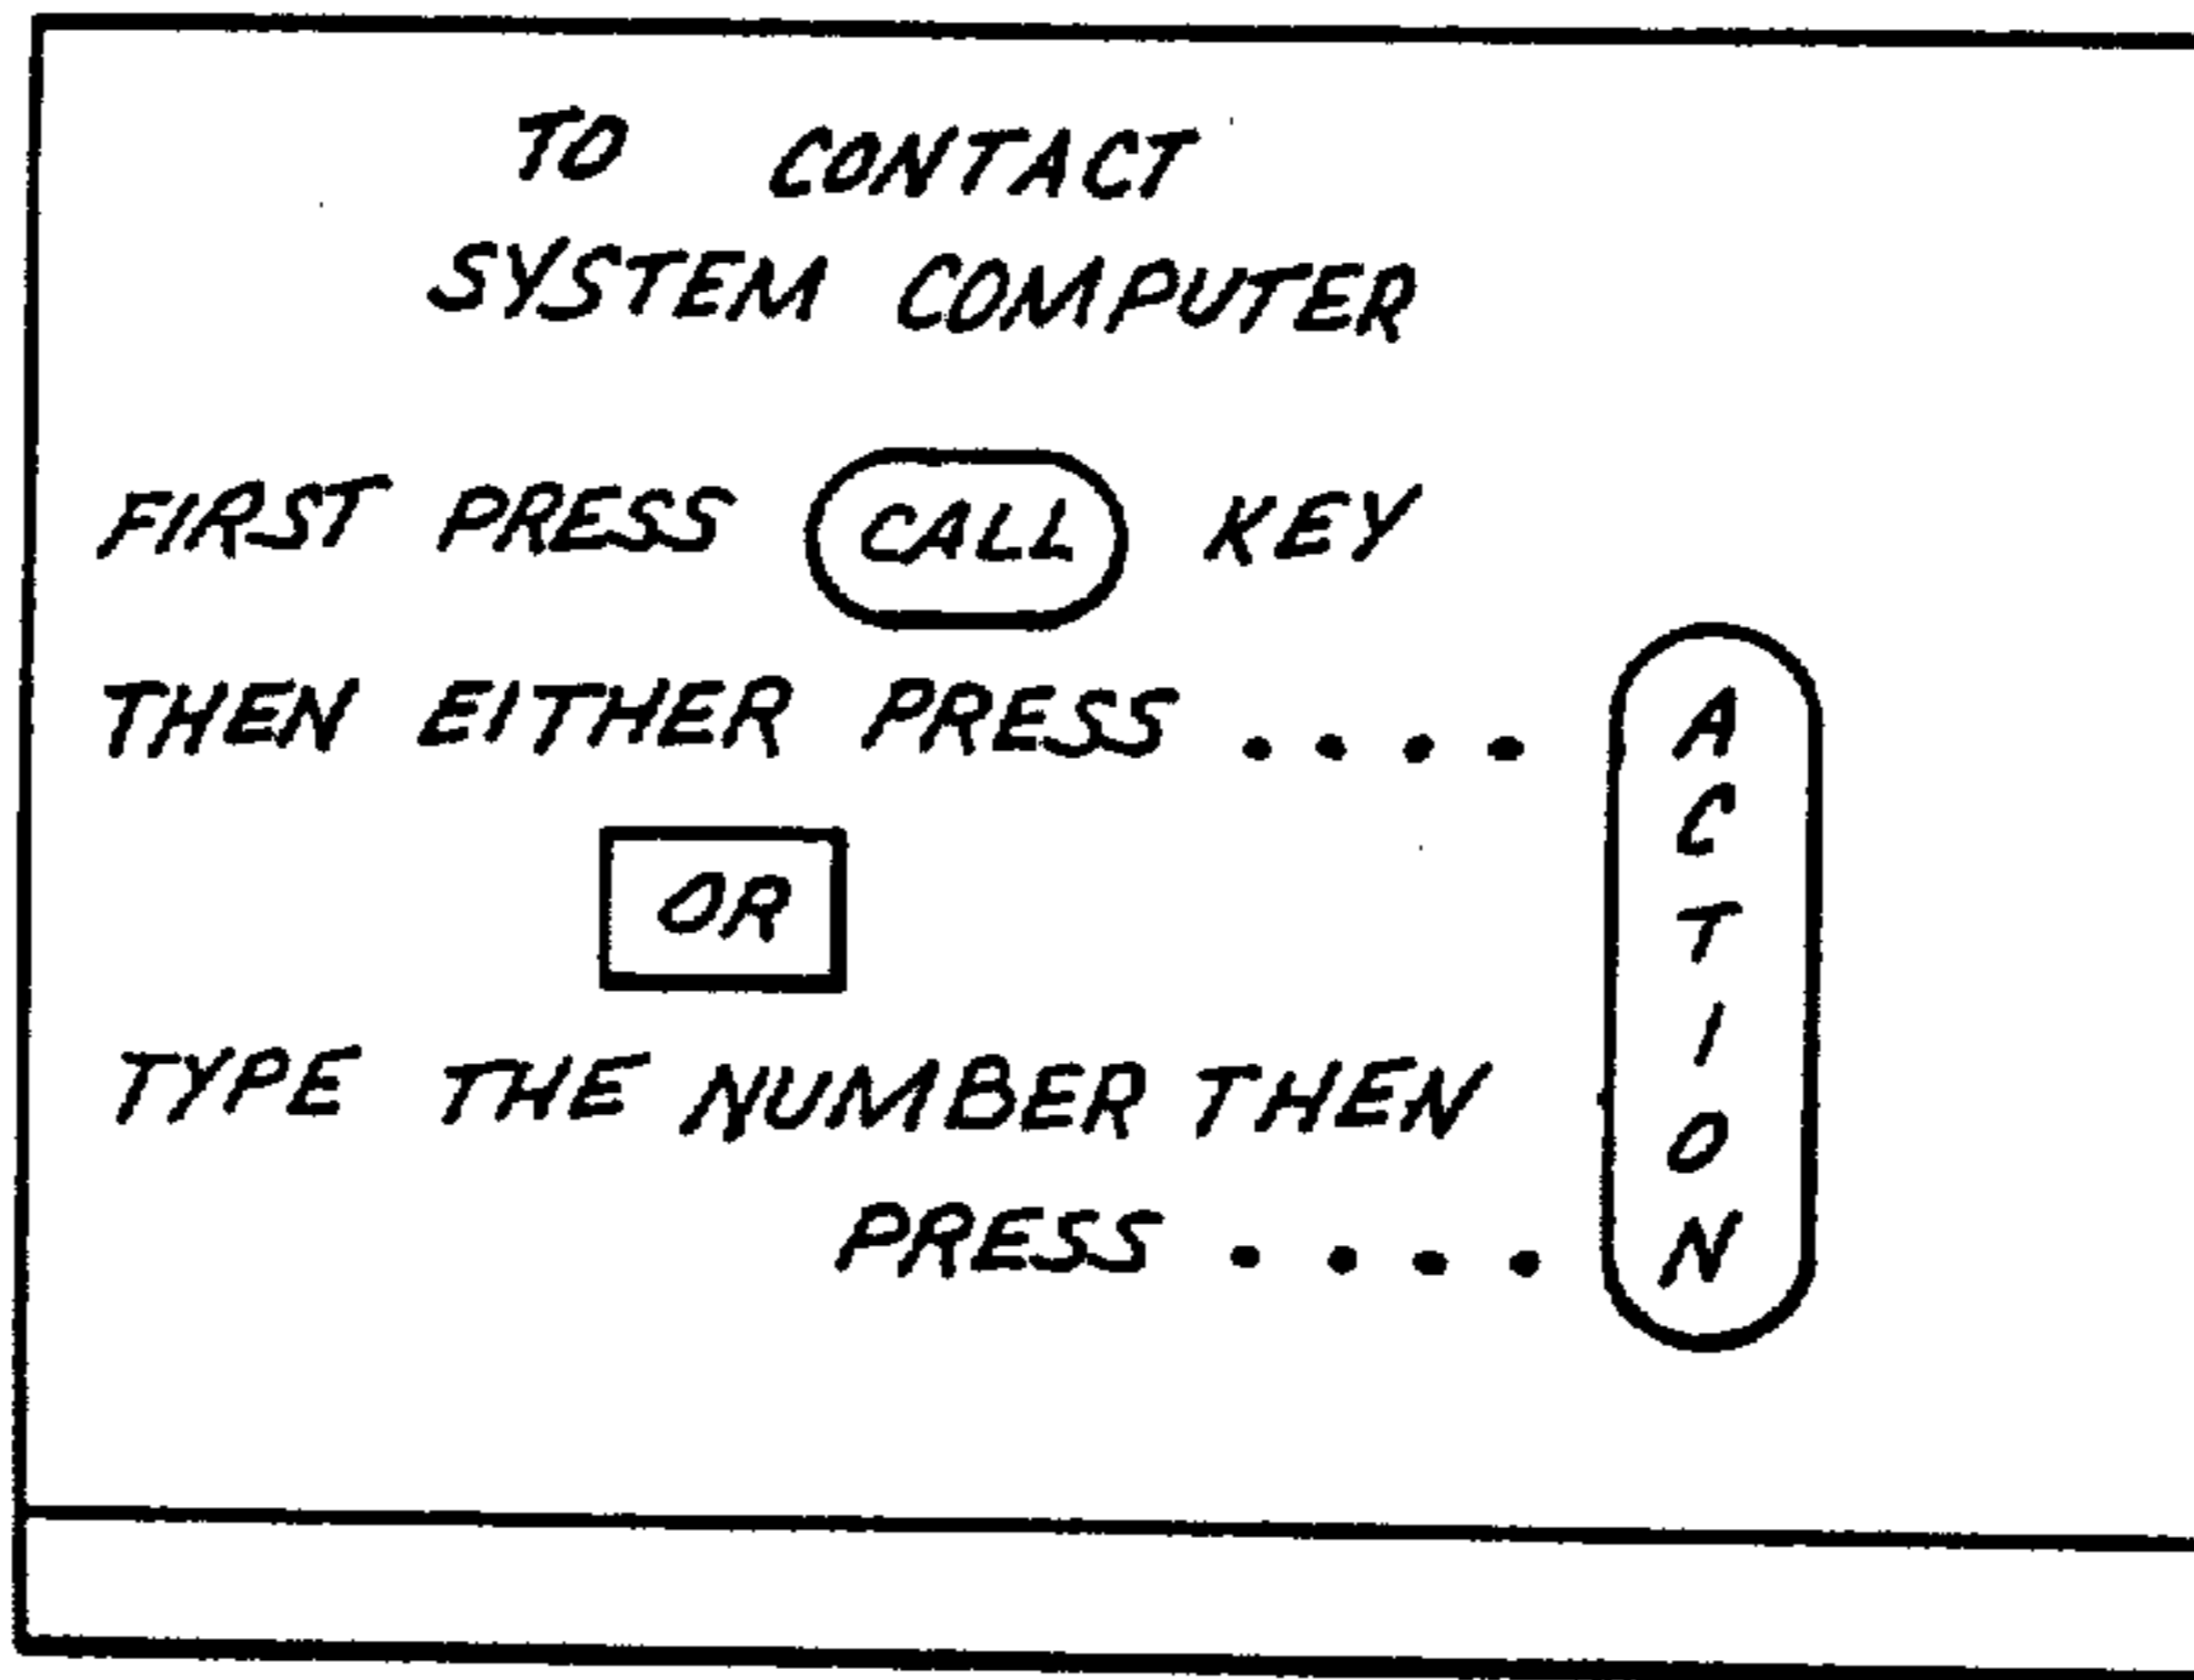 TO CONTACT
SYSTEM COMPUTER
FIRST PRESS CALL KEY
THEN EITHER PRESS ....
OR
TYPE THE NUMBER THEN
PRESS ....
ACTION